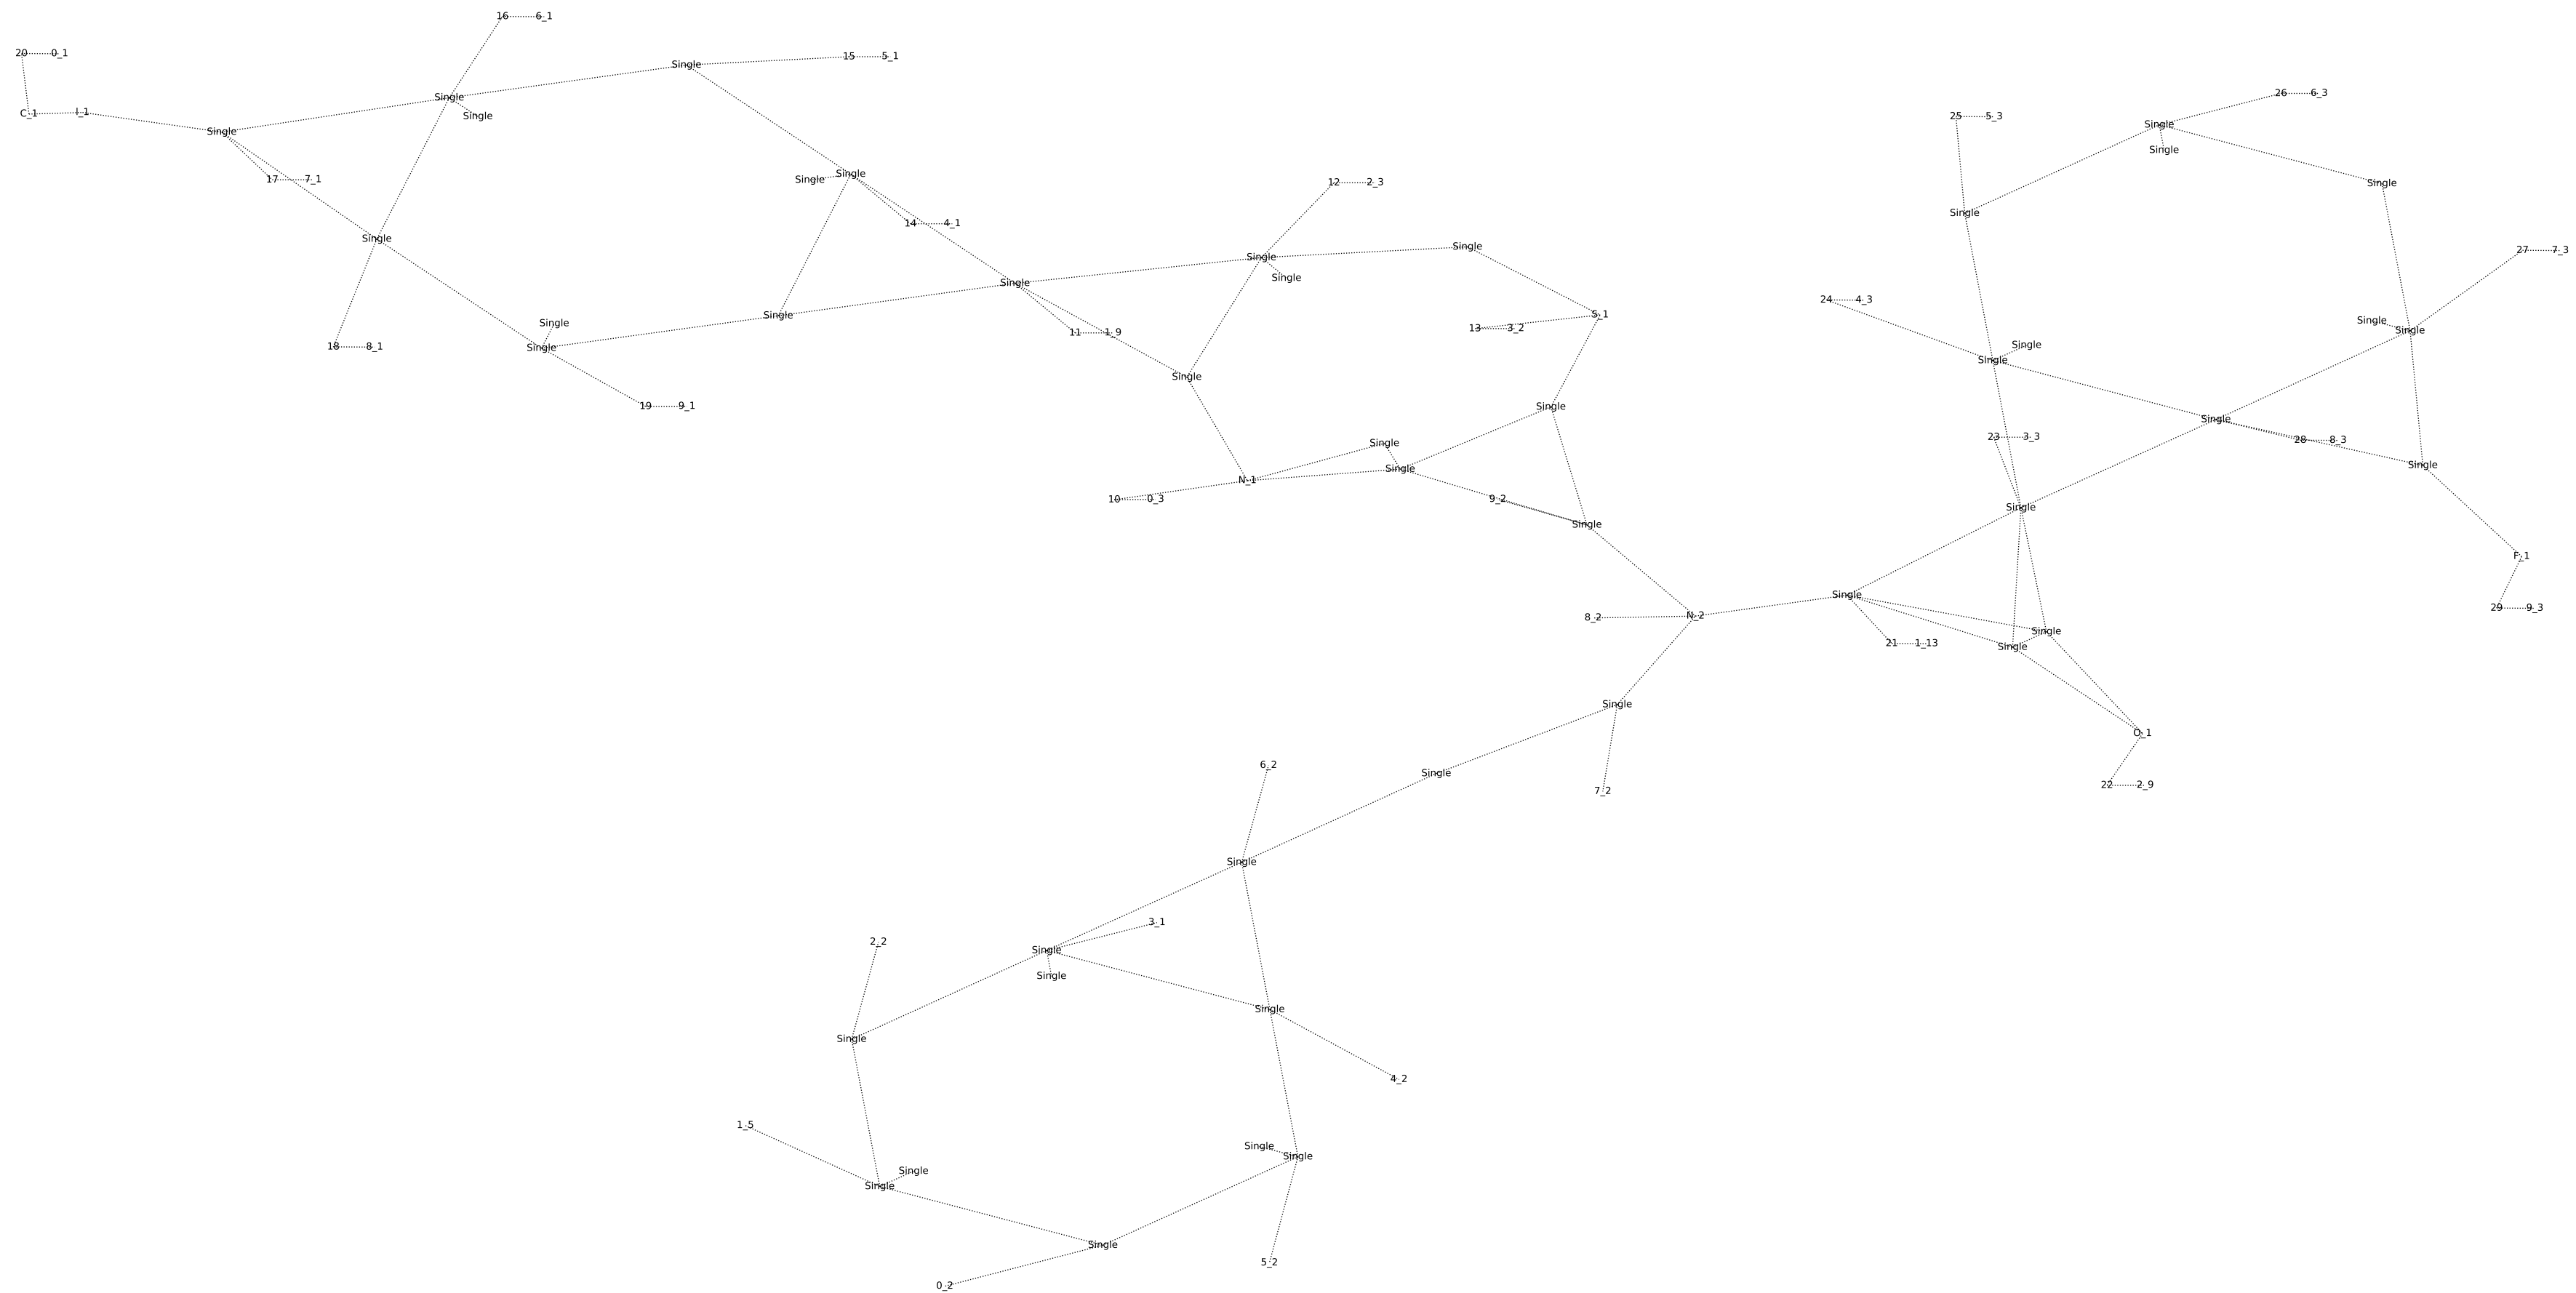 16 6_1
20 0_1
15 5_1
Single
26 6_3
Single
C_1 I_1
Single
25 5_3
Single
Single
Single
Single
Single
17 7_1
Single
12 2_3
Single
Single
14 4_1
Single
Single
Single
27 7_3
Single
Single
Single
24 4_3
Single
S_1
Single
Single
13 3_2
Single
11 1_9
Single
18 8_1
Single
Single
Single
19 9_1
Single
Single
23 3_3
28 8_3
Single
Single
Single
N_1
10 0_3
9_2
Single
Single
F_1
Single
29 9_3
8_2
N_2
Single
21 1_13
Single
Single
O_1
6_2
Single
22 2_9
7_2
Single
3_1
2_2
Single
Single
Single
Single
4_2
1_5
Single
Single
Single
Single
Single
5_2
0_2